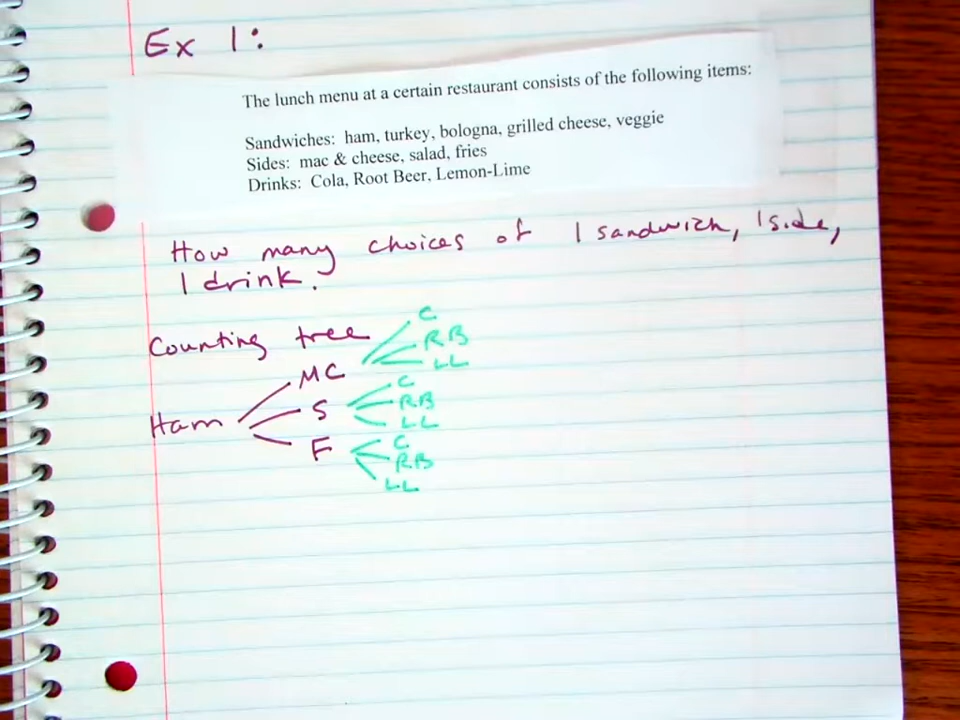 Ex 1:
The lunch menu at a certain restaurant consists of the following items:
Sandwiches: ham, turkey, bologna, grilled cheese, veggie
Sides: mac & cheese, salad, fries
Drinks: Cola, Root Beer, Lemon-Lime
How many choices of 1 sandwich, 1 side,
1 drink.
Counting tree
C
RB
LL
MC
C
RB
LL
Ham
S
C
RB
LL
F